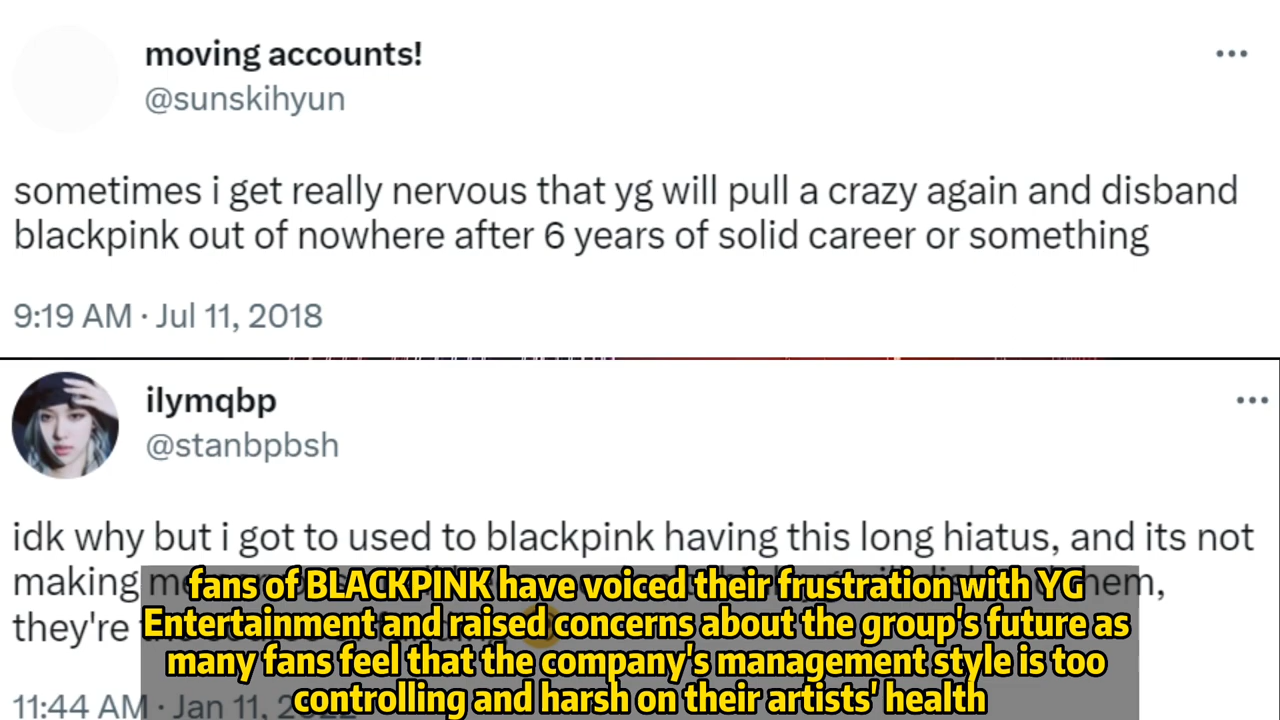 moving accounts!
@sunskihyun
sometimes i get really nervous that yg will pull a crazy again and disband
blackpink out of nowhere after 6 years of solid career or something
9:19 AM · Jul 11, 2018
ilymqbp
@stanbpbsh
idk why but i got to used to blackpink having this long hiatus, and its not
making
they're
fans of BLACKPINK have voiced their frustration with YG
Entertainment and raised concerns about the group's future as
many fans feel that the company's management style is too
controlling and harsh on their artists' health
11:44 AM · Jan 11, 2022